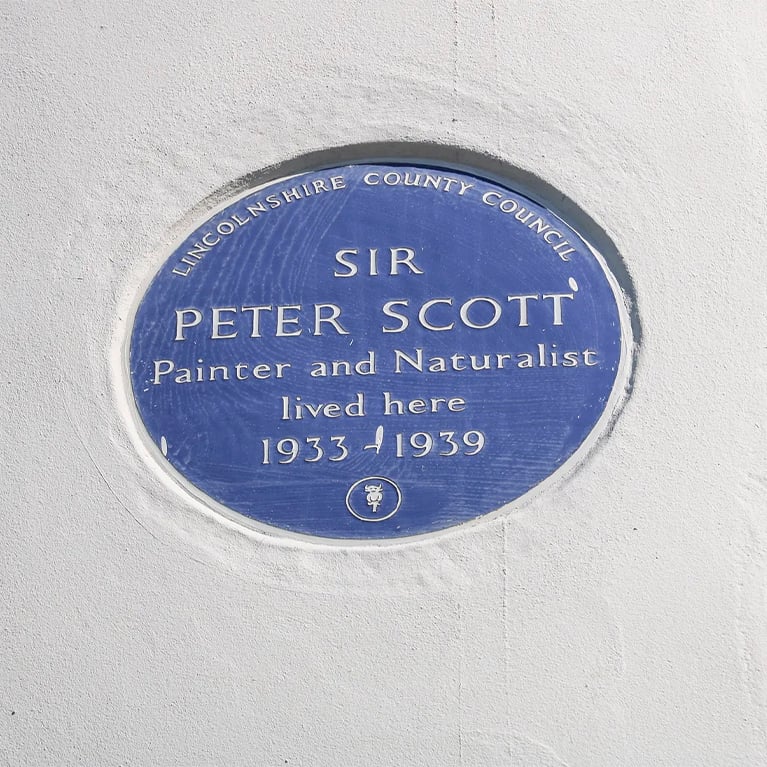 LINCOLNSHIRE COUNTY COUNCIL
SIR
PETER SCOTT
Painter and Naturalist
lived here
1933 - 1939